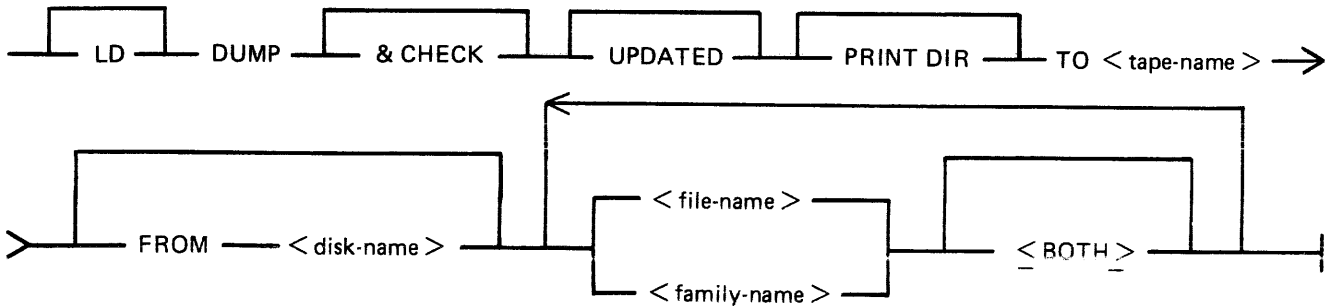 LD DUMP & CHECK UPDATED PRINT DIR TO < tape-name >
< file-name >
FROM < disk-name > < BOTH >
< family-name >